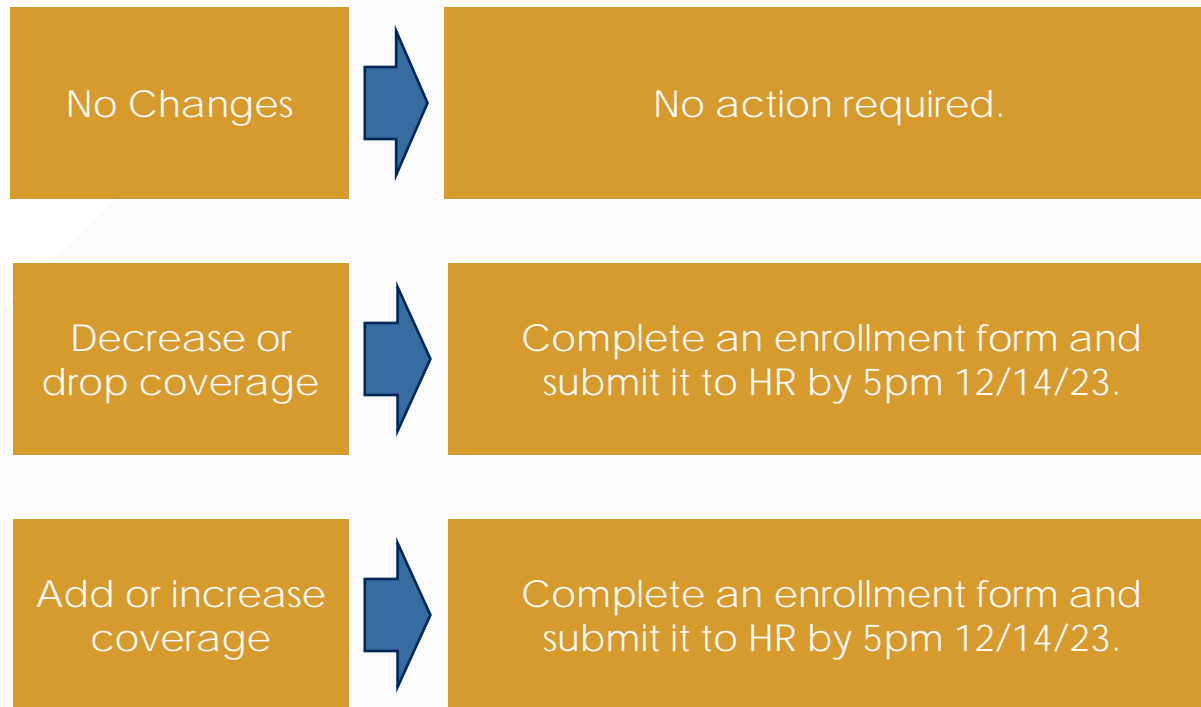 No Changes
No action required.
Decrease or
drop coverage
Complete an enrollment form and
submit it to HR by 5pm 12/14/23.
Add or increase
coverage
Complete an enrollment form and
submit it to HR by 5pm 12/14/23.